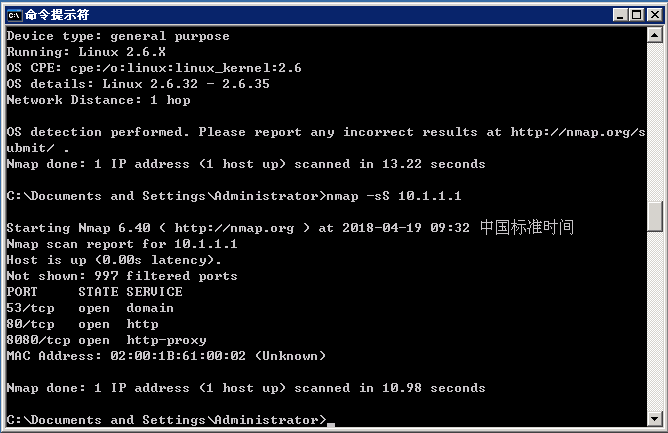 命令提示符
Device type: general purpose
Running: Linux 2.6.X
OS CPE: cpe:/o:linux:linux_kernel:2.6
OS details: Linux 2.6.32 - 2.6.35
Network Distance: 1 hop
OS detection performed. Please report any incorrect results at http://nmap.org/s
ubmit/ .
Nmap done: 1 IP address (1 host up) scanned in 13.22 seconds
C:\Documents and Settings\Administrator>nmap -sS 10.1.1.1
Starting Nmap 6.40 ( http://nmap.org ) at 2018-04-19 09:32 中国标准时间
Nmap scan report for 10.1.1.1
Host is up (0.00s latency).
Not shown: 997 filtered ports
PORT     STATE SERVICE
53/tcp   open  domain
80/tcp   open  http
8080/tcp open  http-proxy
MAC Address: 02:00:1B:61:00:02 (Unknown)
Nmap done: 1 IP address (1 host up) scanned in 10.98 seconds
C:\Documents and Settings\Administrator>_